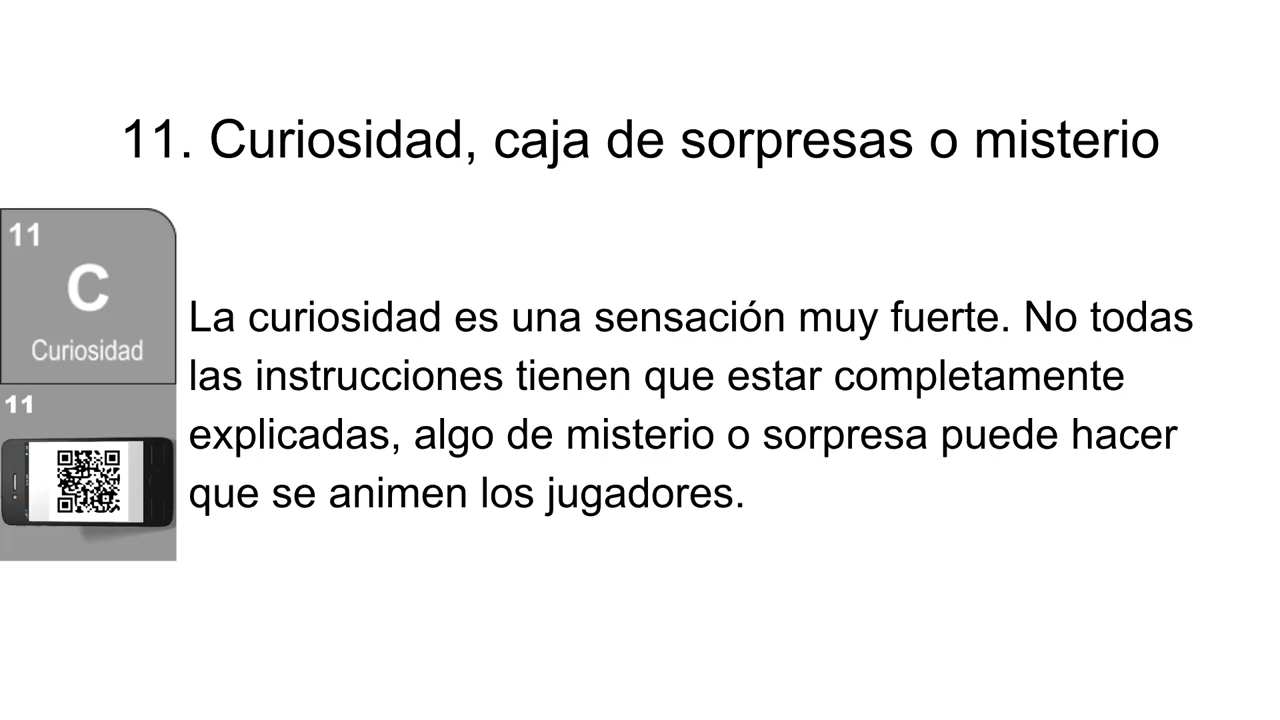 11. Curiosidad, caja de sorpresas o misterio
11
C
Curiosidad
11
La curiosidad es una sensación muy fuerte. No todas
las instrucciones tienen que estar completamente
explicadas, algo de misterio o sorpresa puede hacer
que se animen los jugadores.